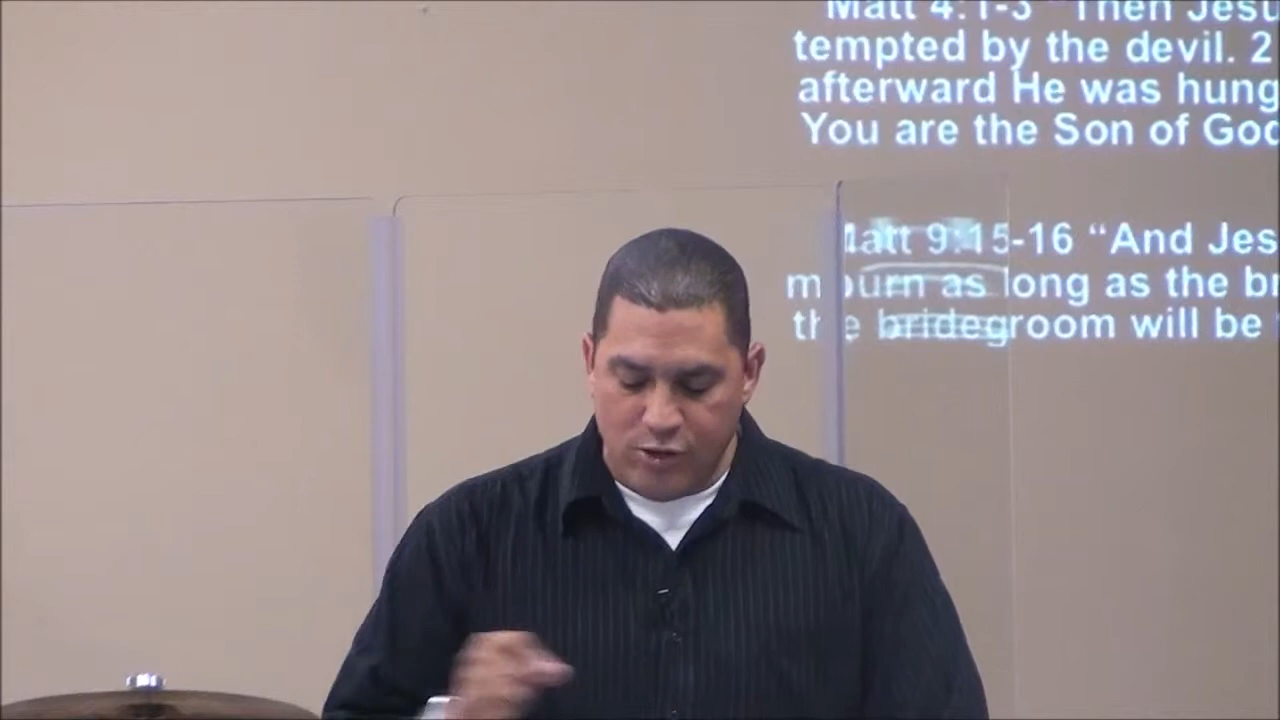 Matt 4:1-3 "Then Jesu
tempted by the devil. 2
afterward He was hung
You are the Son of God
Matt 9:15-16 “And Jes
mourn as long as the br
the bridegroom will be